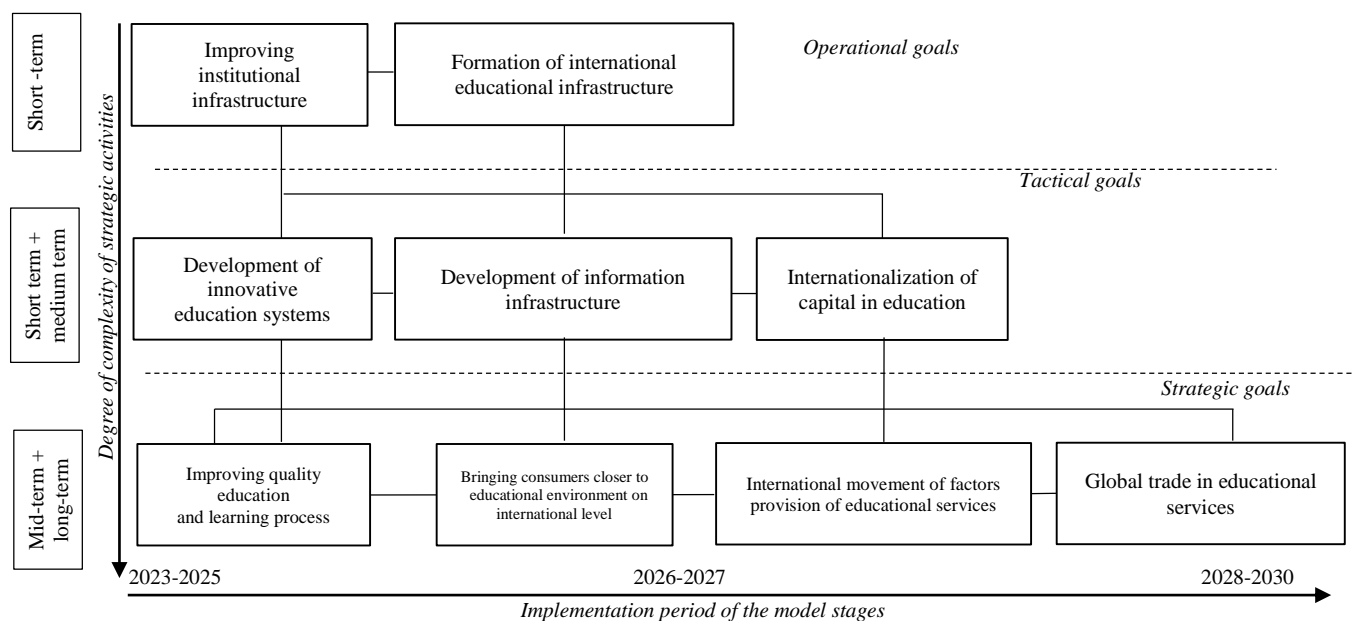 Short -term
Improving
institutional
infrastructure
Formation of international
educational infrastructure
Operational goals
Degree of complexity of strategic activities
Tactical goals
Short term +
medium term
Development of
innovative
education systems
Development of information
infrastructure
Internationalization of
capital in education
Strategic goals
Mid-term +
long-term
Improving quality
education
and learning process
Bringing consumers closer to
educational environment on
international level
International movement of factors
provision of educational services
Global trade in educational
services
2023-2025
2026-2027
2028-2030
Implementation period of the model stages